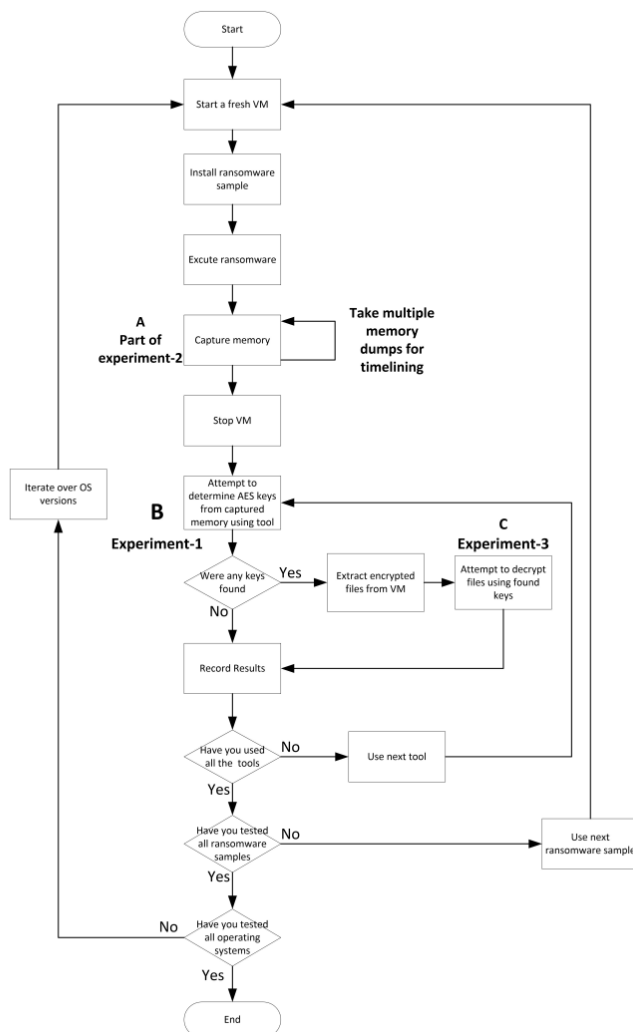 Start
Start a fresh VM
Install ransomware
sample
Excute ransomware
A
Part of
experiment-2
Capture memory
Take multiple
memory
dumps for
timelining
Stop VM
Iterate over OS
versions
Attempt to
determine AES keys
from captured
memory using tool
B
Experiment-1
C
Experiment-3
Were any keys
found
Yes
No
Extract encrypted
files from VM
Attempt to decrypt
files using found
keys
Record Results
Have you used
all the tools
No
Yes
Use next tool
Have you tested
all ransomware
samples
No
Yes
Use next
ransomware sample
Have you tested
all operating
systems
No
Yes
End